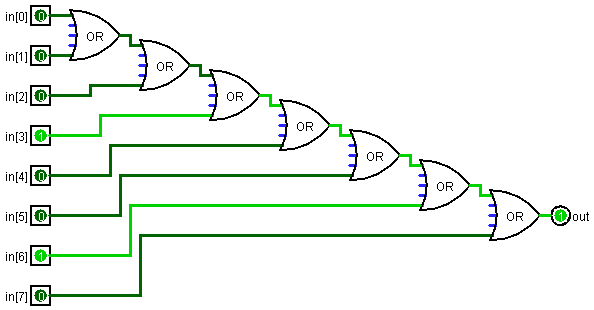 in[0] 0
OR
in[1] 0
OR
in[2] 0
OR
in[3] 1
OR
in[4] 0
OR
in[5] 0
OR
in[6] 1
OR
out 1
in[7] 0